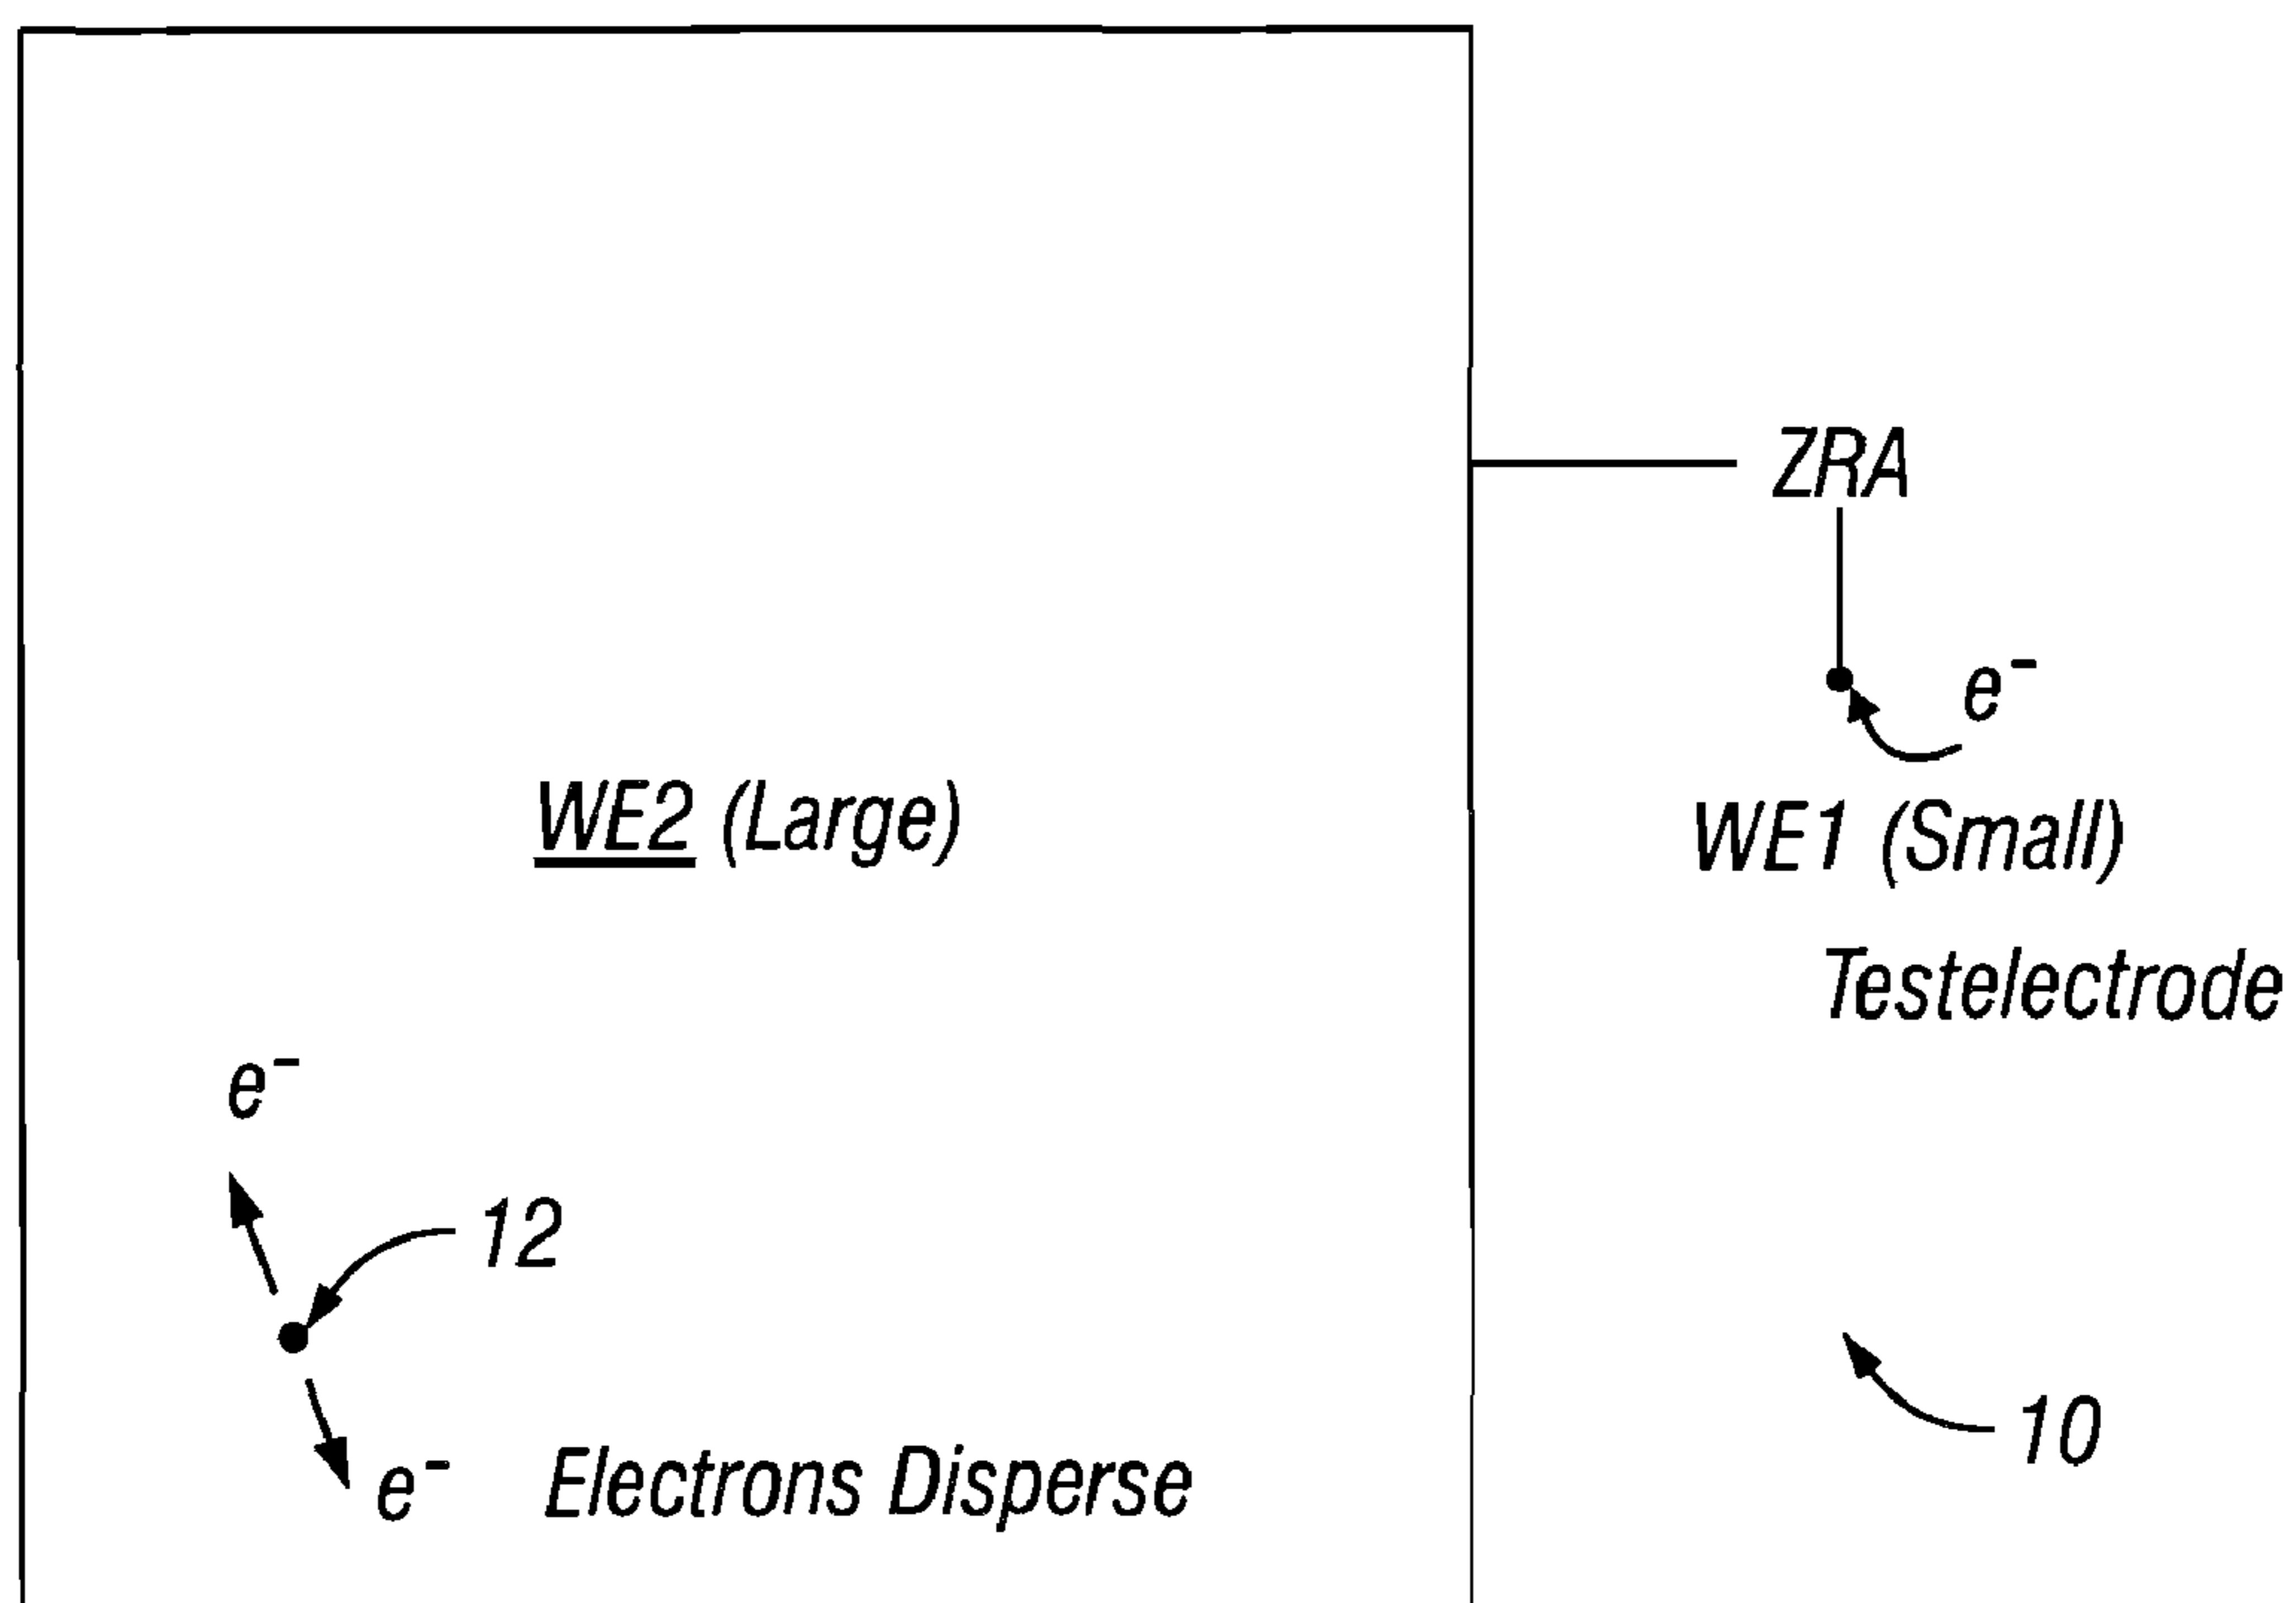 ZRA
e⁻
WE2 (Large)
WE1 (Small)
Testelectrode
e⁻
12
10
e⁻ Electrons Disperse